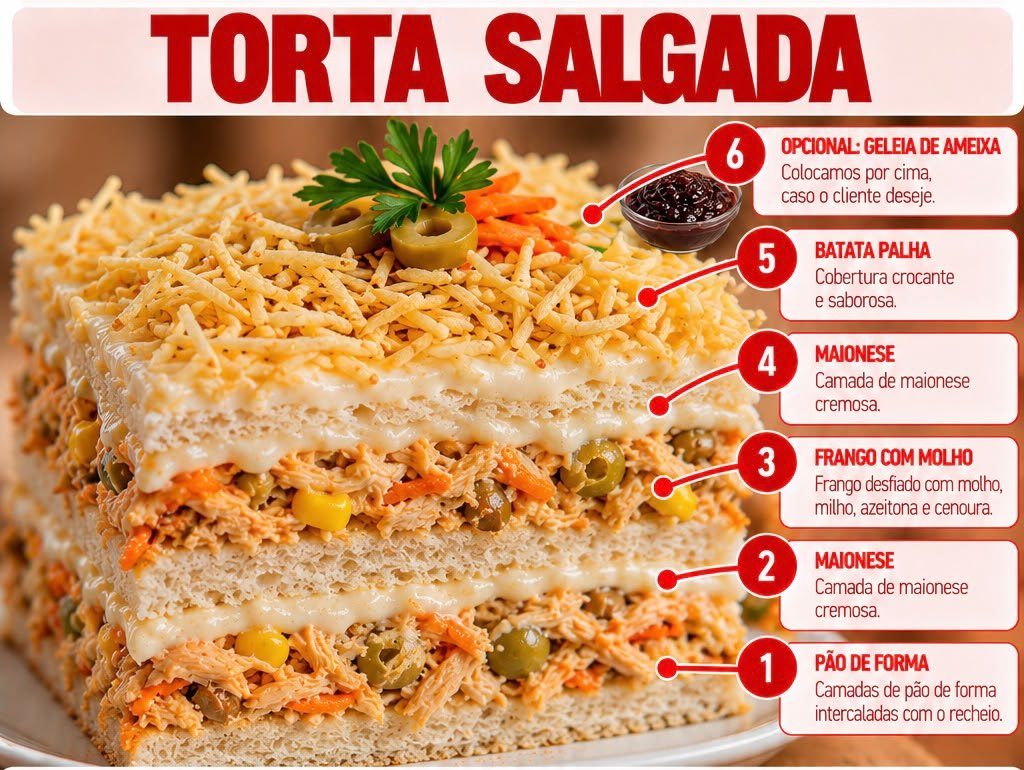 TORTA SALGADA
6
OPCIONAL: GELEIA DE AMEIXA
Colocamos por cima,
caso o cliente deseje.
5
BATATA PALHA
Cobertura crocante
e saborosa.
4
MAIONESE
Camada de maionese
cremosa.
3
FRANGO COM MOLHO
Frango desfiado com molho,
milho, azeitona e cenoura.
2
MAIONESE
Camada de maionese
cremosa.
1
PÃO DE FORMA
Camadas de pão de forma
intercaladas com o recheio.